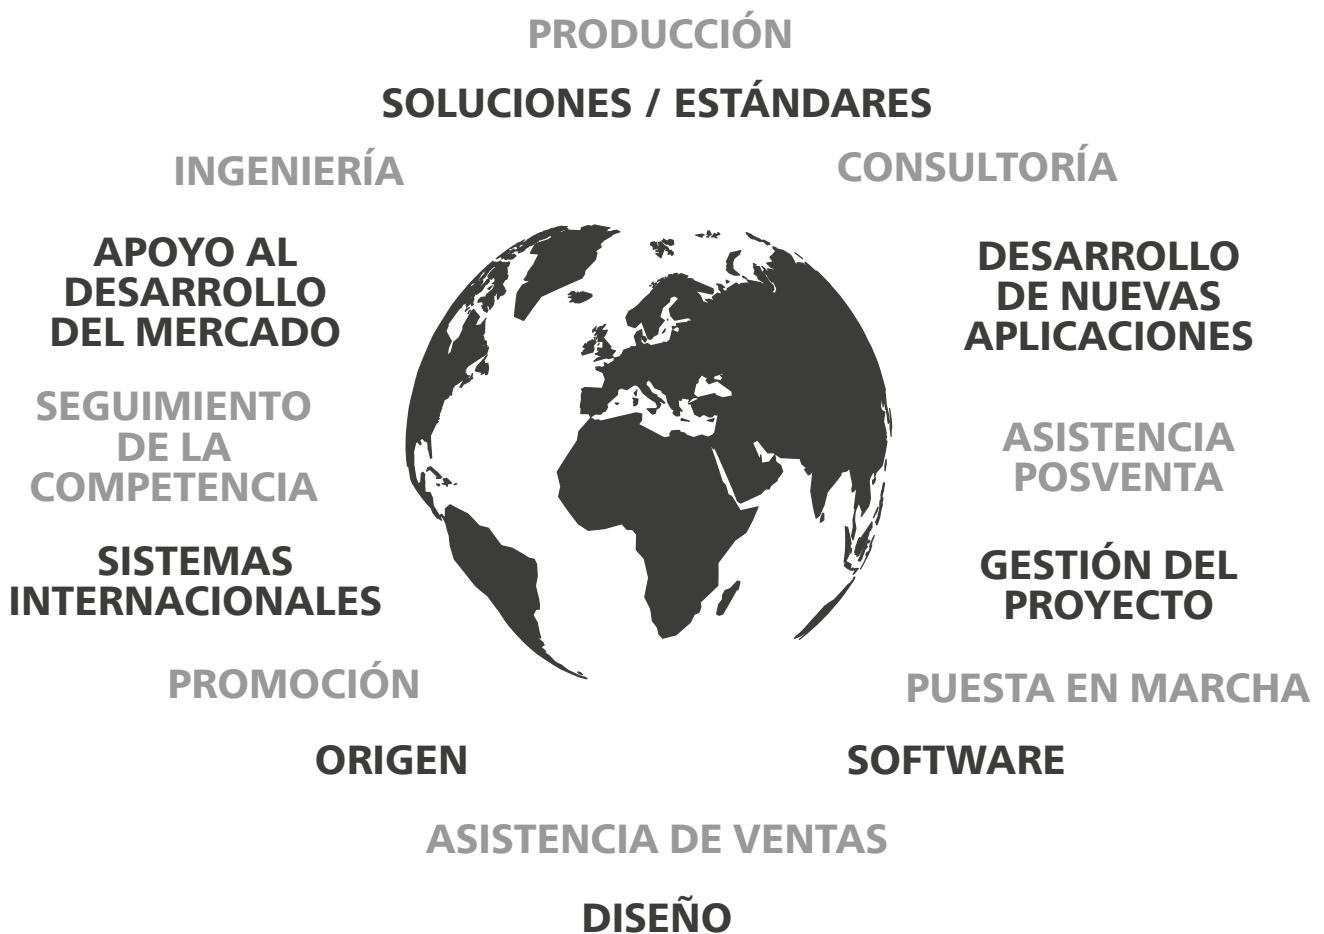 PRODUCCIÓN
SOLUCIONES / ESTÁNDARES
INGENIERÍA
CONSULTORÍA
APOYO AL
DESARROLLO
DEL MERCADO
DESARROLLO
DE NUEVAS
APLICACIONES
SEGUIMIENTO
DE LA
COMPETENCIA
ASISTENCIA
POSVENTA
SISTEMAS
INTERNACIONALES
GESTIÓN DEL
PROYECTO
PROMOCIÓN
PUESTA EN MARCHA
ORIGEN
SOFTWARE
ASISTENCIA DE VENTAS
DISEÑO